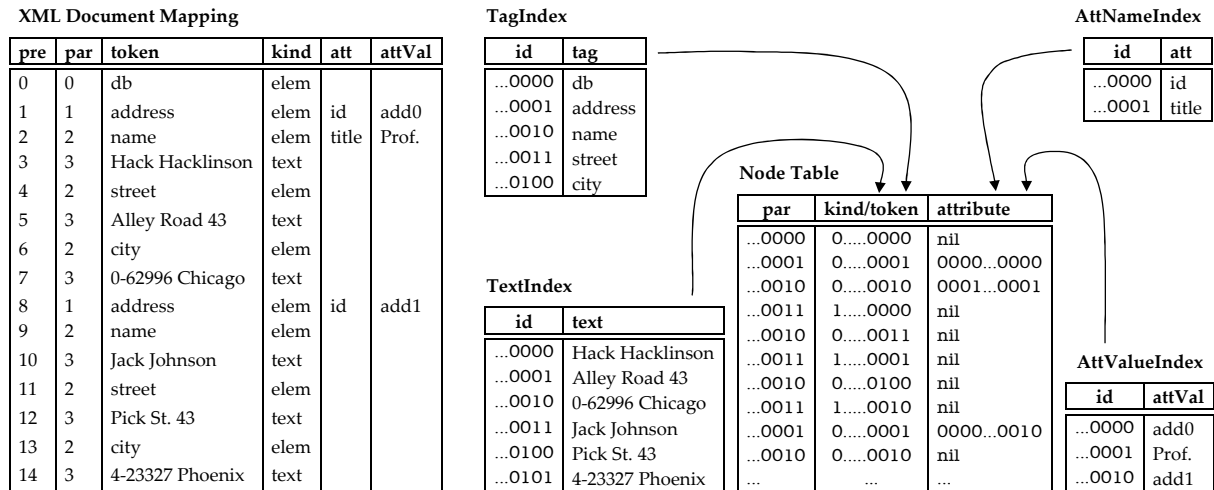 XML Document Mapping
pre par token kind att attVal
0 0 db elem
1 1 address elem id add0
2 2 name elem title Prof.
3 3 Hack Hacklinson text
4 2 street elem
5 3 Alley Road 43 text
6 2 city elem
7 3 0-62996 Chicago text
8 1 address elem id add1
9 2 name elem
10 3 Jack Johnson text
11 2 street elem
12 3 Pick St. 43 text
13 2 city elem
14 3 4-23327 Phoenix text
TagIndex
id tag
...0000 db
...0001 address
...0010 name
...0011 street
...0100 city
TextIndex
id text
...0000 Hack Hacklinson
...0001 Alley Road 43
...0010 0-62996 Chicago
...0011 Jack Johnson
...0100 Pick St. 43
...0101 4-23327 Phoenix
Node Table
par kind/token attribute
...0000 0.....0000 nil
...0001 0.....0001 0000...0000
...0010 0.....0010 0001...0001
...0011 1.....0000 nil
...0010 0.....0011 nil
...0011 1.....0001 nil
...0010 0.....0100 nil
...0011 1.....0010 nil
...0001 0.....0001 0000...0010
...0010 0.....0010 nil
... ... ...
AttNameIndex
id att
...0000 id
...0001 title
AttValueIndex
id attVal
...0000 add0
...0001 Prof.
...0010 add1